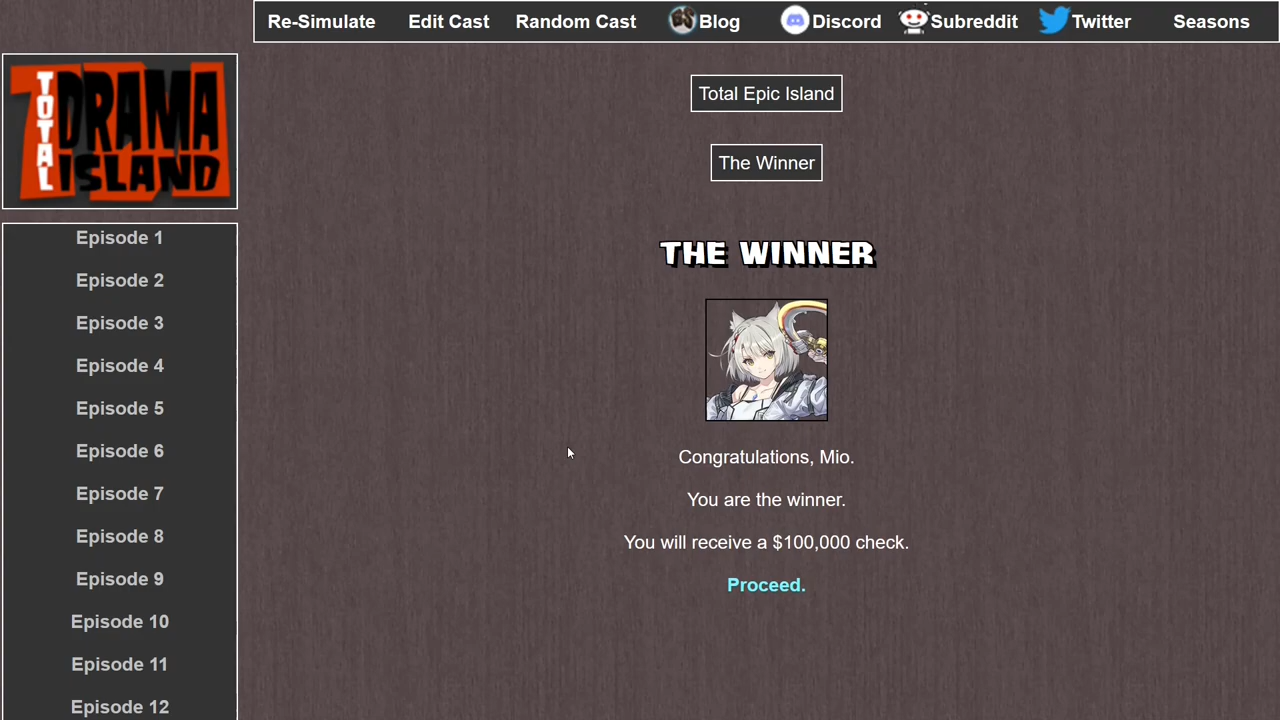 Re-Simulate Edit Cast Random Cast Blog Discord Subreddit Twitter Seasons
TOTAL
DRAMA
ISLAND
Total Epic Island
The Winner
THE WINNER
Congratulations, Mio.
You are the winner.
You will receive a $100,000 check.
Proceed.
Episode 1
Episode 2
Episode 3
Episode 4
Episode 5
Episode 6
Episode 7
Episode 8
Episode 9
Episode 10
Episode 11
Episode 12